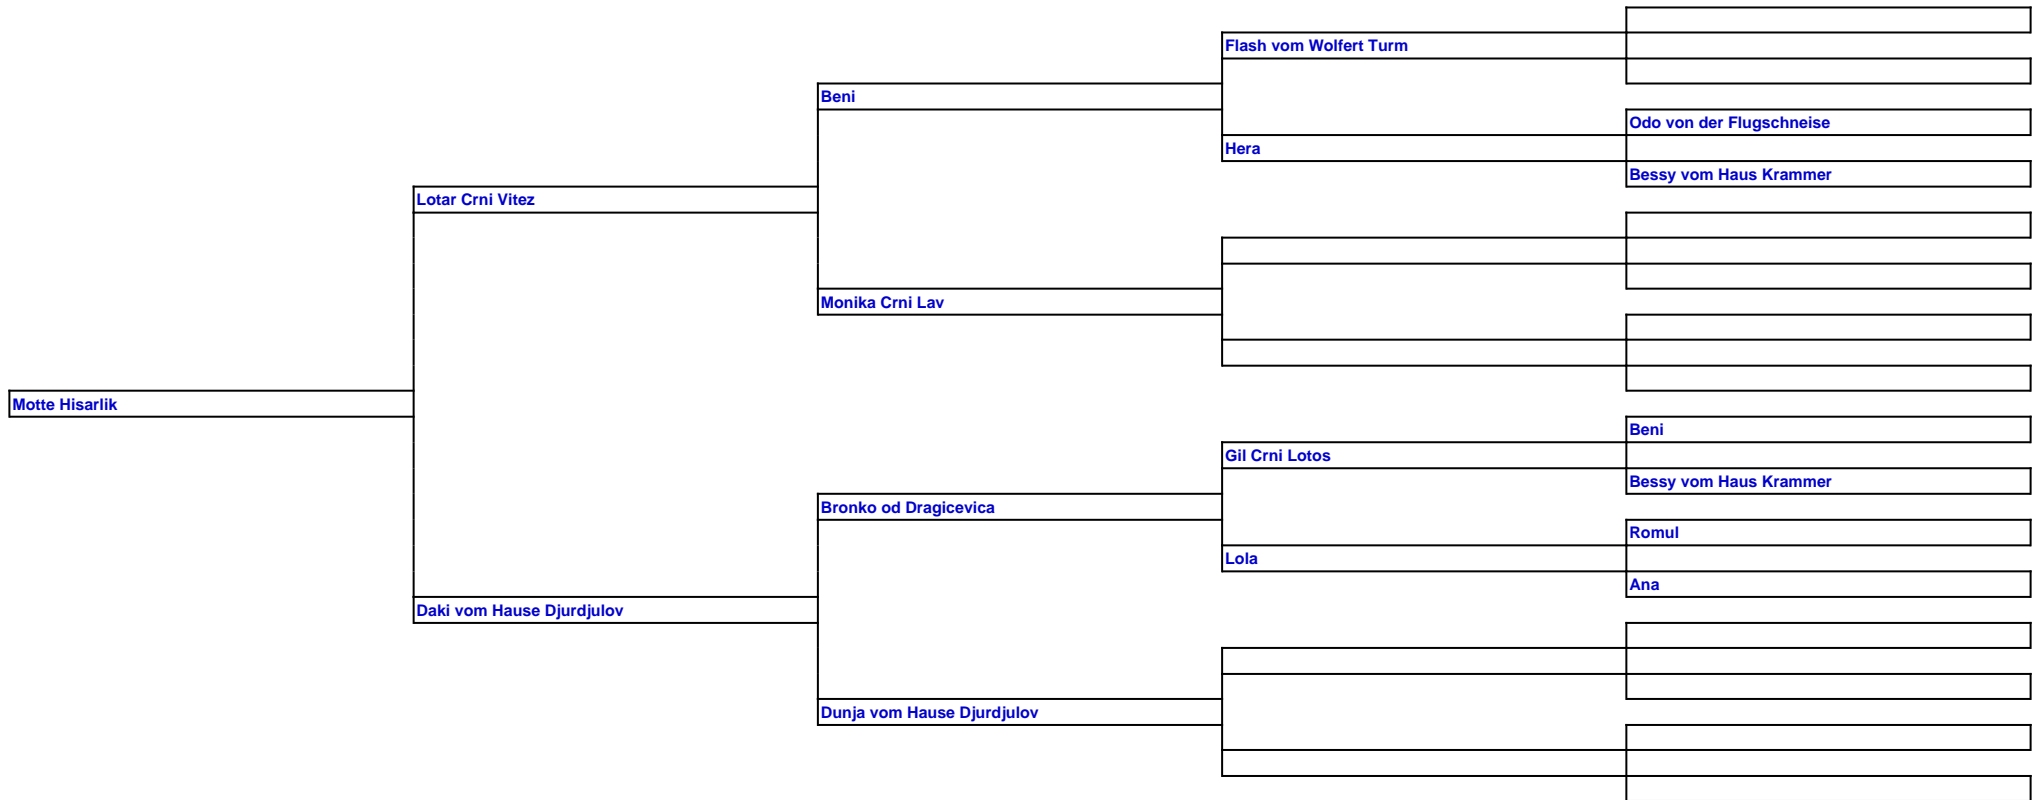 Flash vom Wolfert Turm
Beni
Odo von der Flugschneise
Hera
Bessy vom Haus Krammer
Lotar Crni Vitez
Monika Crni Lav
Motte Hisarlik
Beni
Gil Crni Lotos
Bessy vom Haus Krammer
Bronko od Dragicevica
Romul
Lola
Ana
Daki vom Hause Djurdjulov
Dunja vom Hause Djurdjulov